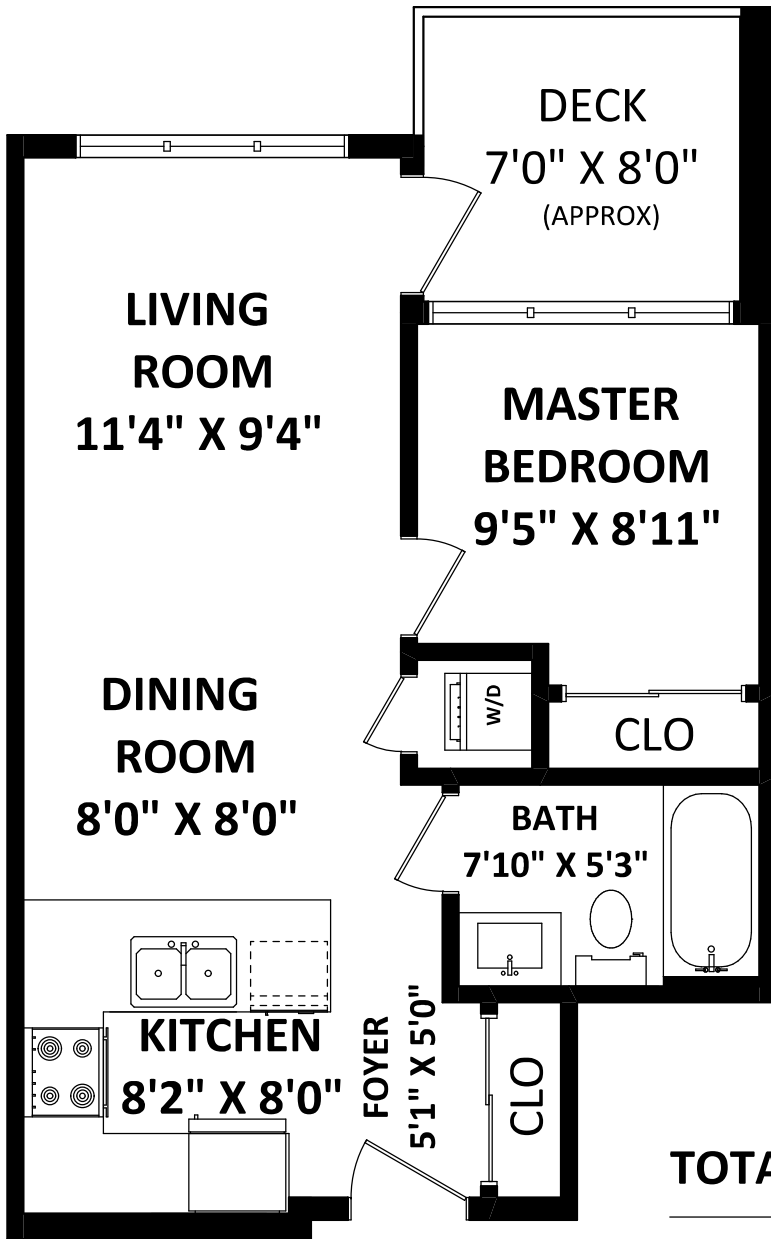 DECK
7'0" X 8'0"
(APPROX)
LIVING
ROOM
11'4" X 9'4"
MASTER
BEDROOM
9'5" X 8'11"
DINING
ROOM
8'0" X 8'0"
W/D
CLO
BATH
7'10" X 5'3"
KITCHEN
8'2" X 8'0"
FOYER
5'1" X 5'0"
CLO